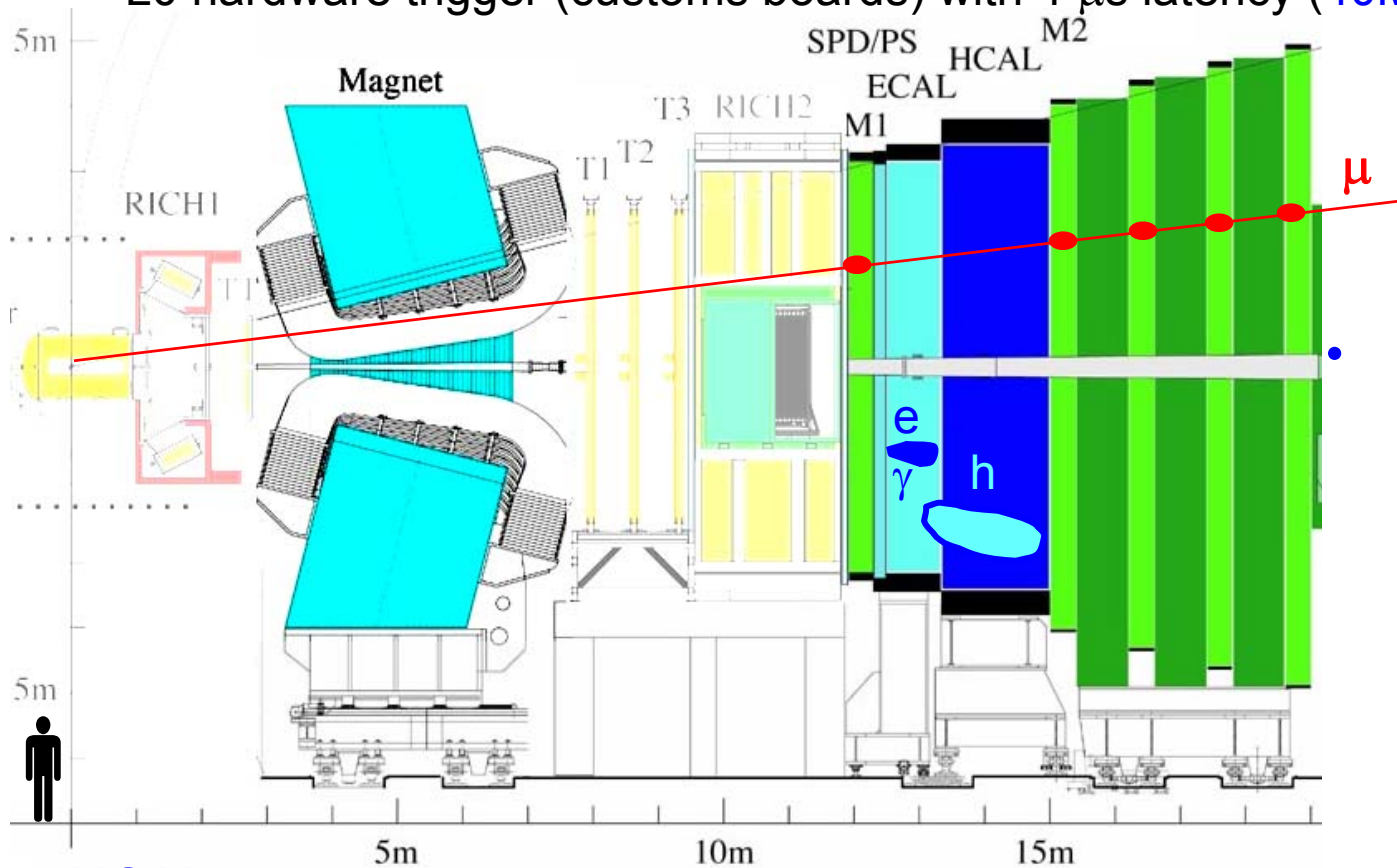 L0 hardware trigger (customs boards) with 4 μs latency (
5m
SPD/PS
M2
HCAL
ECAL
Magnet
T3
RICH2
M1
T2
T1
μ
RICH1
TT
e
γ
h
5m
5m
10m
15m